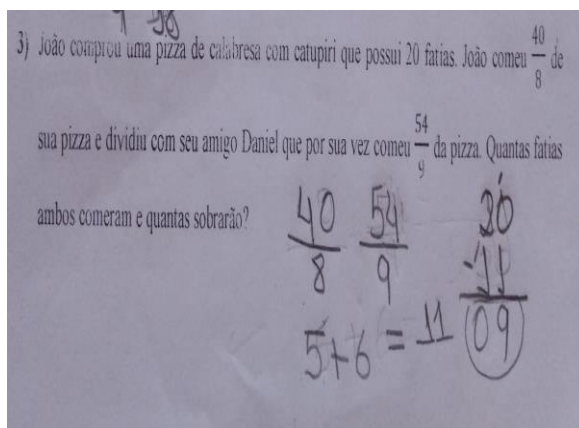 3) João comprou uma pizza de calabresa com catupiri que possui 20 fatias. João comeu 40/8 de
sua pizza e dividiu com seu amigo Daniel que por sua vez comeu 54/9 da pizza. Quantas fatias
ambos comeram e quantas sobrarão?
40/8 54/9
20
-11
09
5+6=11